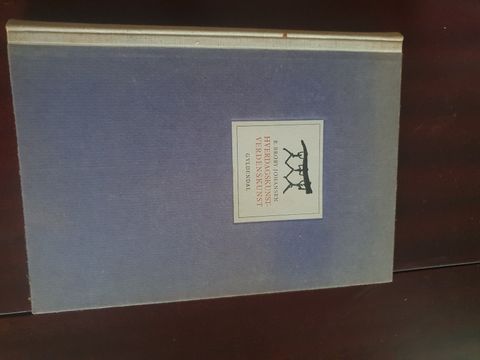 R. BROBY-JOHANSEN
HVERDAGSKUNST-
VERDENSKUNST
GYLDENDAL